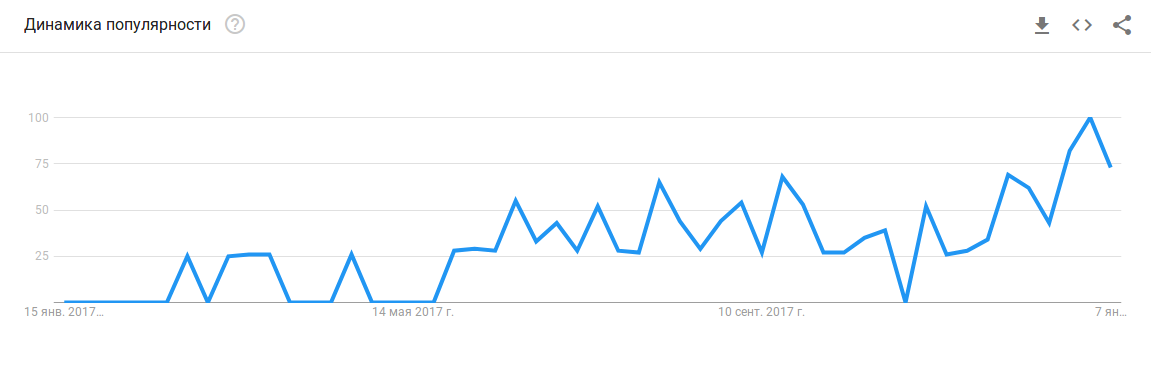 Динамика популярности ?
100
75
50
25
15 янв. 2017...
14 мая 2017 г.
10 сент. 2017 г.
7 ян...